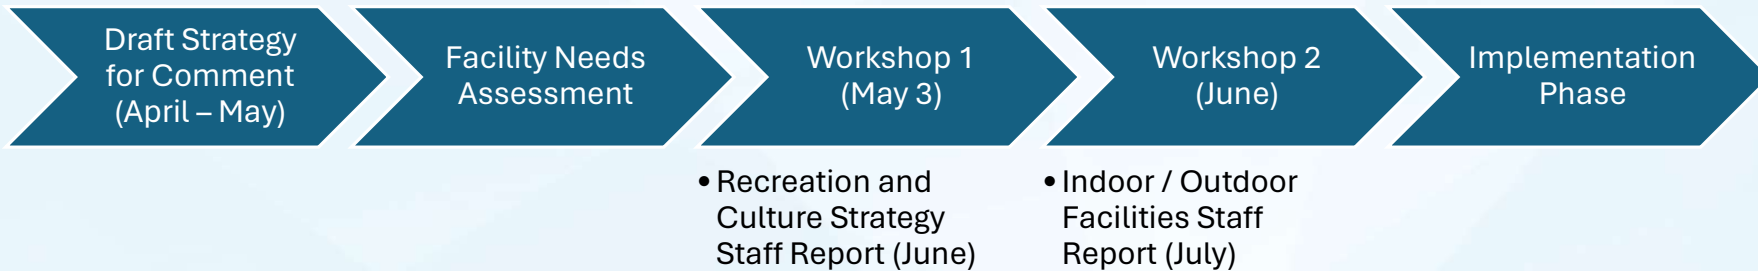 Draft Strategy
for Comment
(April – May)
Facility Needs
Assessment
Workshop 1
(May 3)
• Recreation and
Culture Strategy
Staff Report (June)
Workshop 2
(June)
• Indoor / Outdoor
Facilities Staff
Report (July)
Implementation
Phase